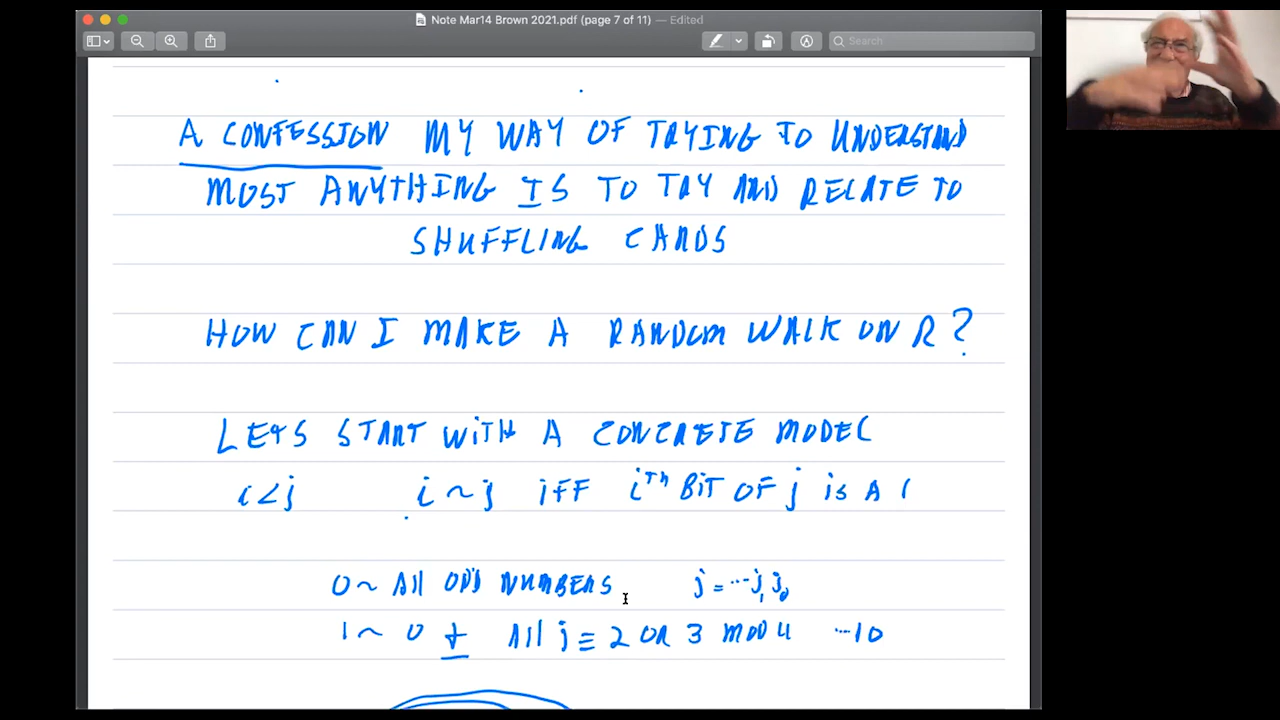 Note Mar14 Brown 2021.pdf (page 7 of 11) — Edited
Search
A CONFESSION MY WAY OF TRYING TO UNDERSTAND
MOST ANYTHING IS TO TRY AND RELATE TO
SHUFFLING CARDS
HOW CAN I MAKE A RANDOM WALK ON R?
LETS START WITH A CONCRETE MODEL
i<j i ~ j iFF iTH BIT OF j is A 1
0 ~ All ODD NUMBERS j = ···j₁j₀
1 ~ 0 + All j ≡ 2 OR 3 MOD 4 ···10